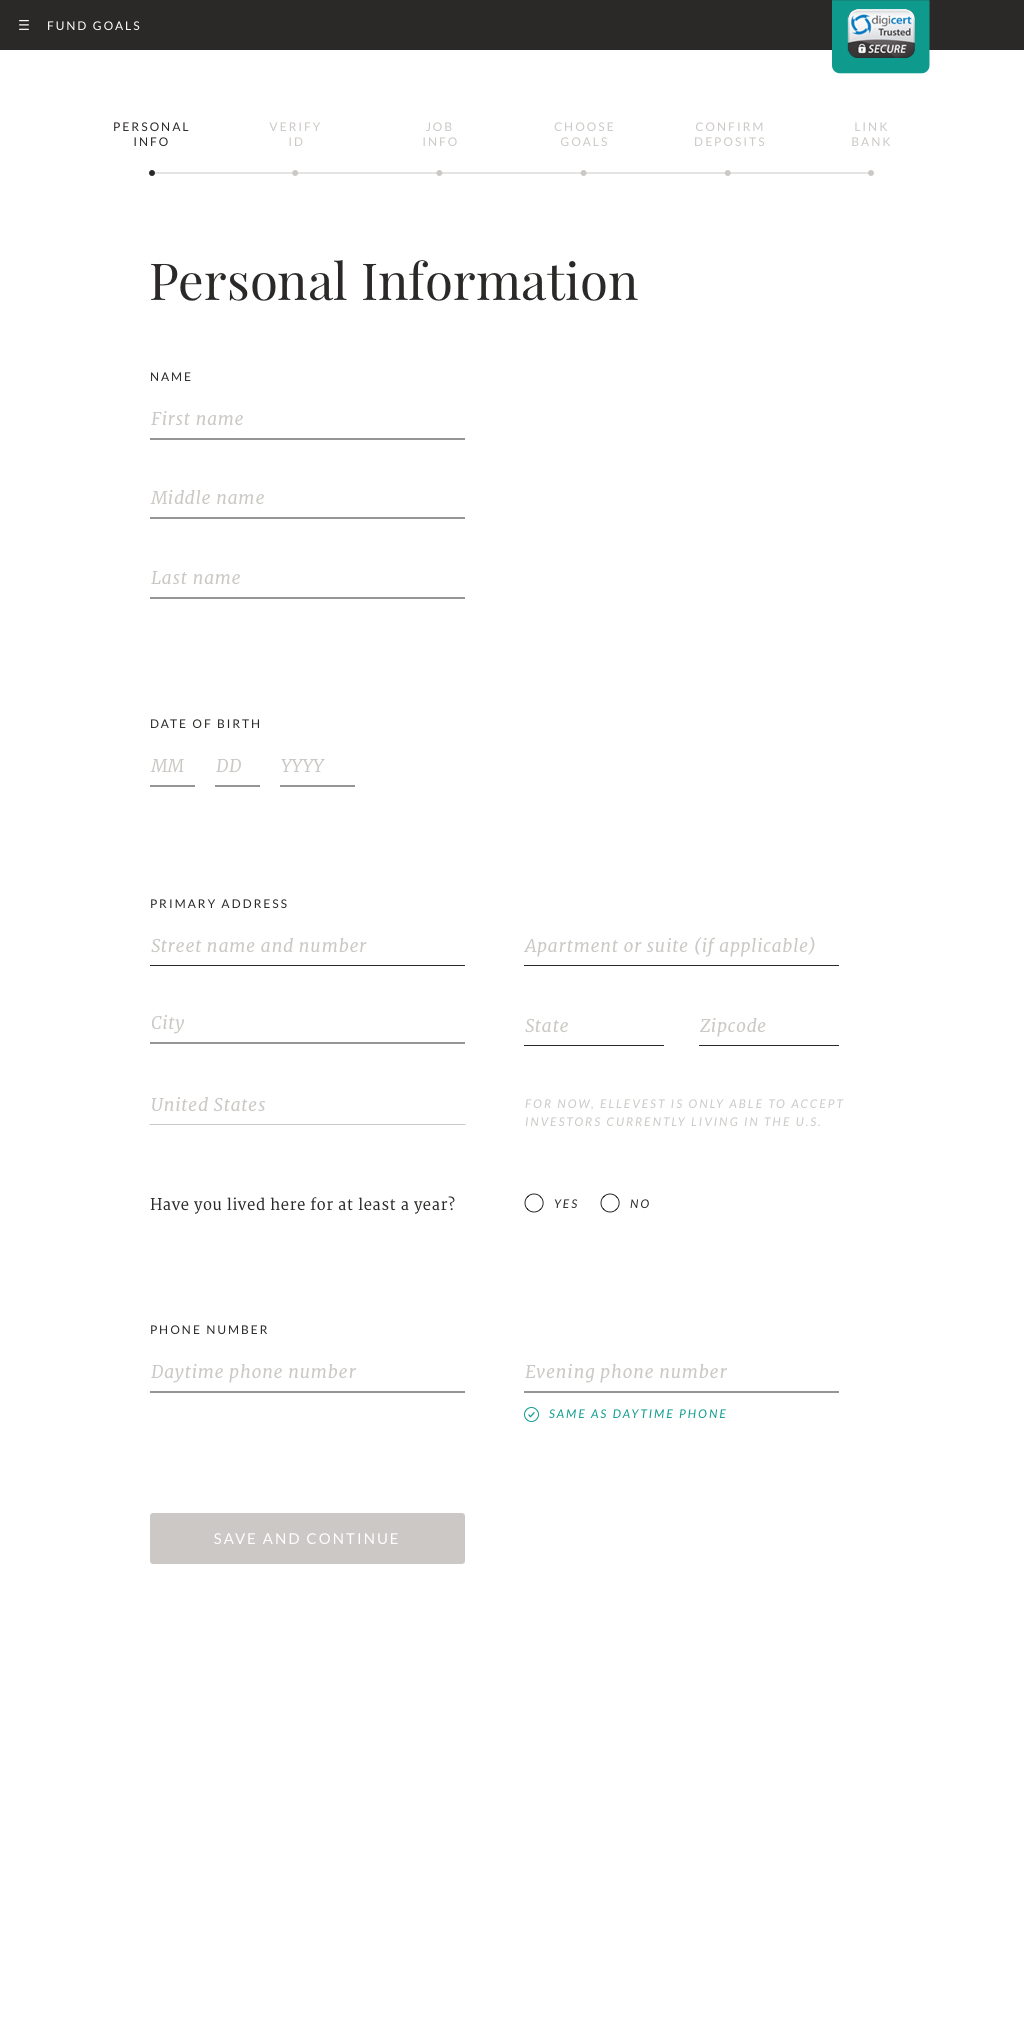 ☰ FUND GOALS
digicert
Trusted
SECURE
PERSONAL INFO
VERIFY ID
JOB INFO
CHOOSE GOALS
CONFIRM DEPOSITS
LINK BANK
Personal Information
NAME
First name
Middle name
Last name
DATE OF BIRTH
MM DD YYYY
PRIMARY ADDRESS
Street name and number
Apartment or suite (if applicable)
City
State
Zipcode
United States
FOR NOW, ELLEVEST IS ONLY ABLE TO ACCEPT
INVESTORS CURRENTLY LIVING IN THE U.S.
Have you lived here for at least a year?
YES
NO
PHONE NUMBER
Daytime phone number
Evening phone number
SAME AS DAYTIME PHONE
SAVE AND CONTINUE